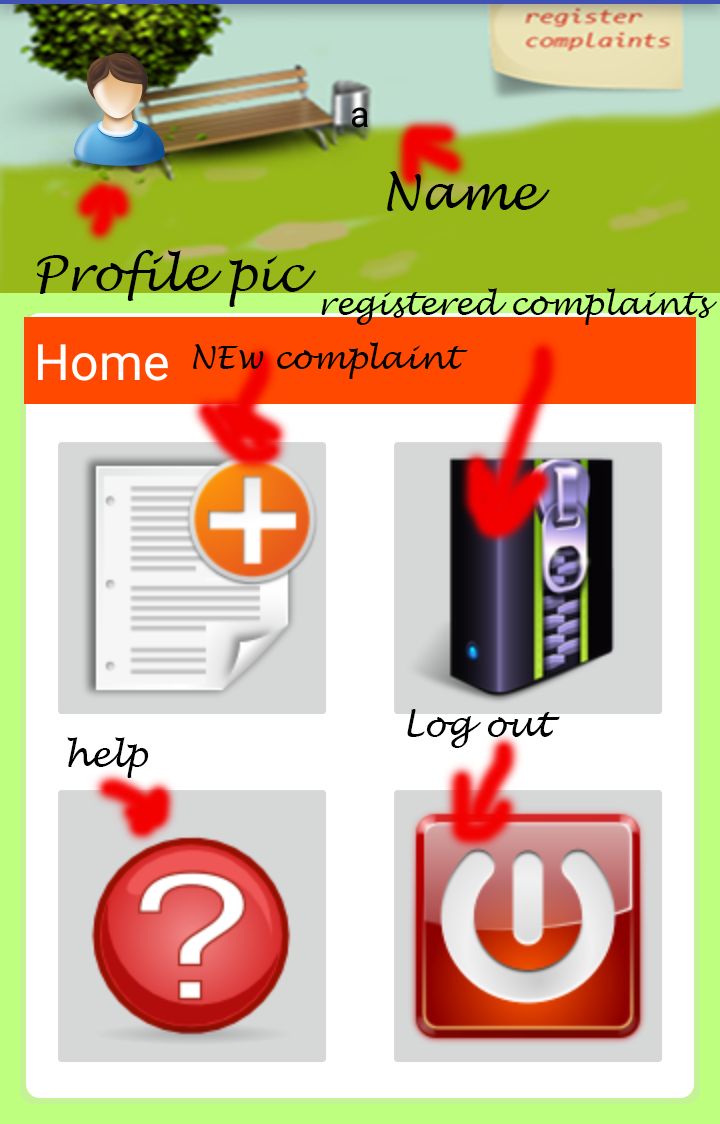 register
complaints
a
Name
Profile pic
registered complaints
Home
NEw complaint
Log out
help